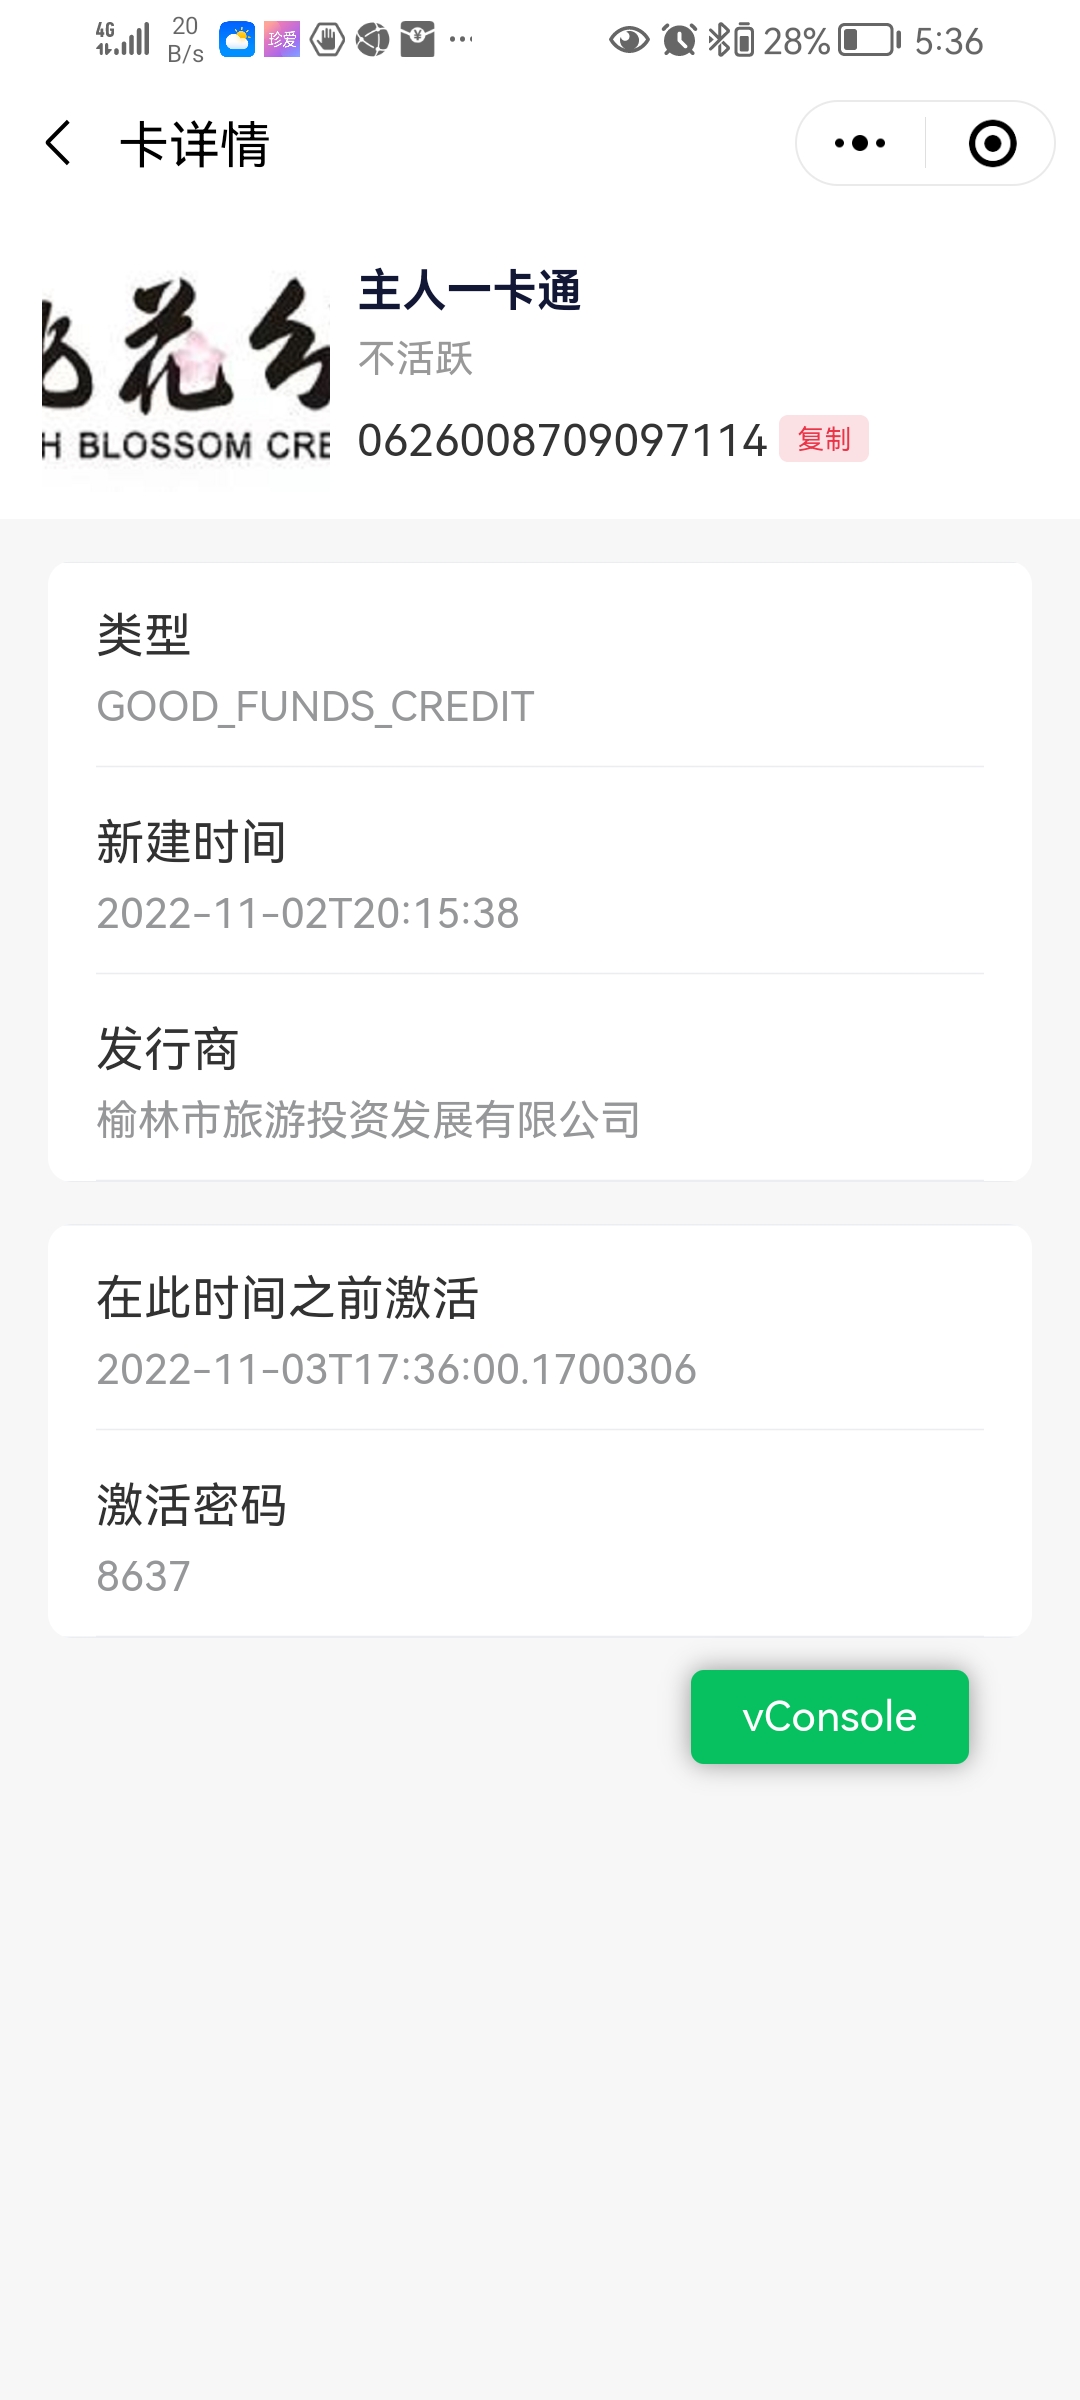 4G 20 B/s 珍爱 28% 5:36
卡详情
花
H BLOSSOM CRE
主人一卡通
不活跃
0626008709097114 复制
类型
GOOD_FUNDS_CREDIT
新建时间
2022-11-02T20:15:38
发行商
榆林市旅游投资发展有限公司
在此时间之前激活
2022-11-03T17:36:00.1700306
激活密码
8637
vConsole